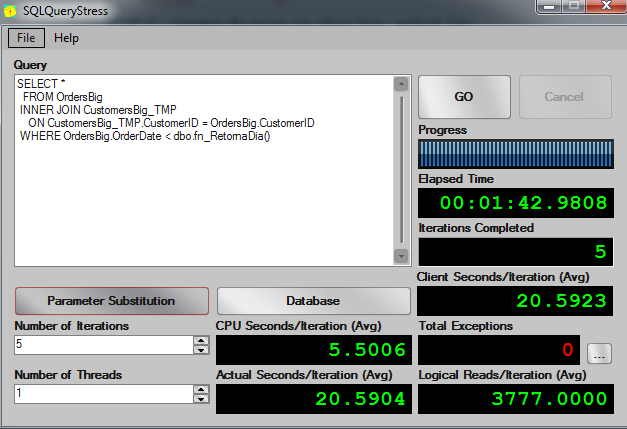 SQLQueryStress
File Help
Query
SELECT *
FROM OrdersBig
INNER JOIN CustomersBig_TMP
ON CustomersBig_TMP.CustomerID = OrdersBig.CustomerID
WHERE OrdersBig.OrderDate < dbo.fn_RetornaDia()
GO
Cancel
Progress
Elapsed Time
00:01:42.9808
Iterations Completed
5
Client Seconds/Iteration (Avg)
20.5923
Parameter Substitution
Database
Number of Iterations
5
CPU Seconds/Iteration (Avg)
5.5006
Total Exceptions
0
...
Number of Threads
1
Actual Seconds/Iteration (Avg)
20.5904
Logical Reads/Iteration (Avg)
3777.0000